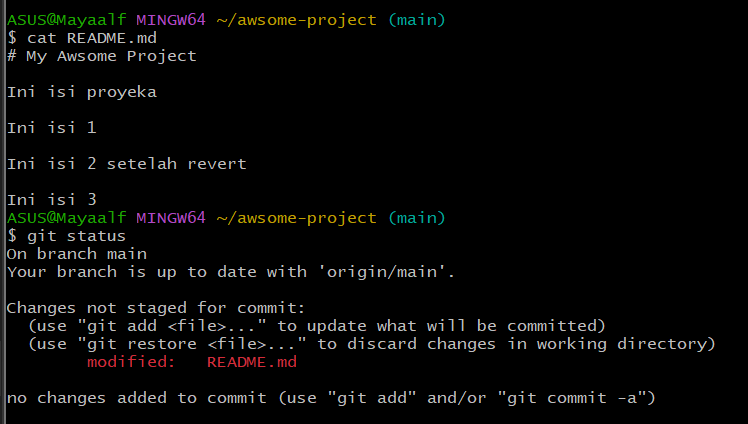 ASUS@Mayaalf MINGW64 ~/awsome-project (main)
$ cat README.md
# My Awsome Project

Ini isi proyeka

Ini isi 1

Ini isi 2 setelah revert

Ini isi 3
ASUS@Mayaalf MINGW64 ~/awsome-project (main)
$ git status
On branch main
Your branch is up to date with 'origin/main'.

Changes not staged for commit:
  (use "git add <file>..." to update what will be committed)
  (use "git restore <file>..." to discard changes in working directory)
        modified:   README.md

no changes added to commit (use "git add" and/or "git commit -a")